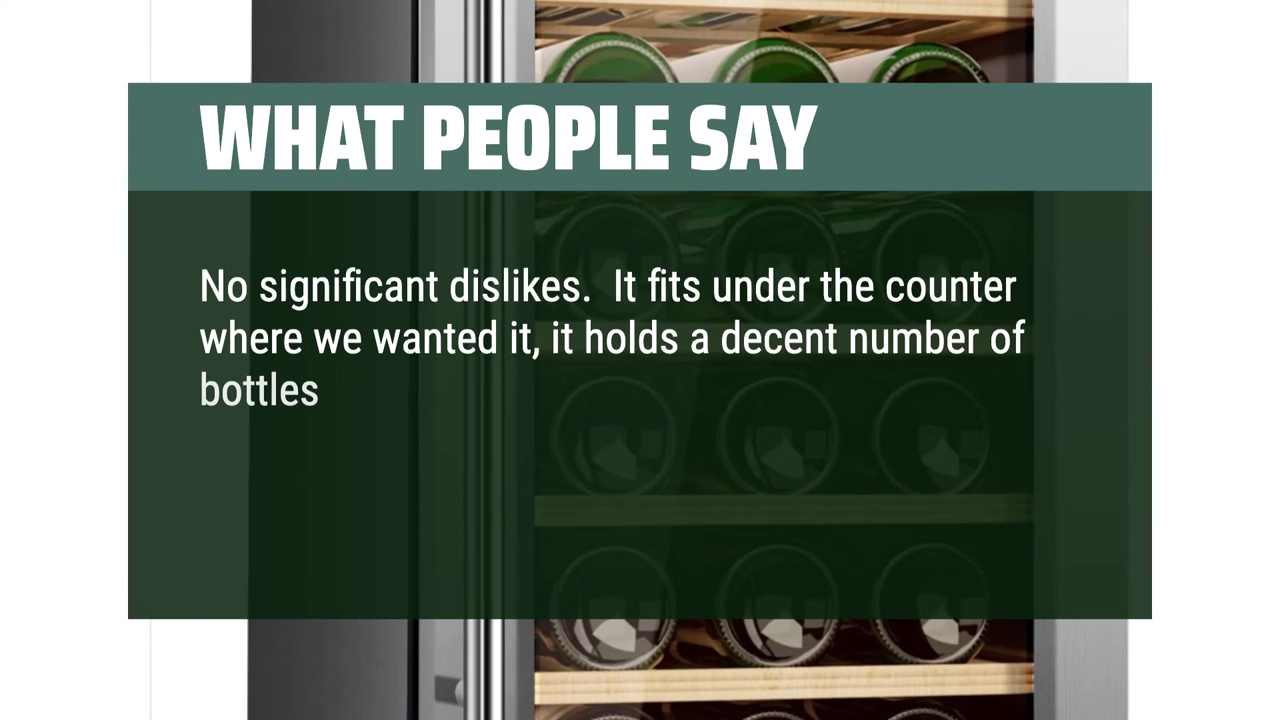 WHAT PEOPLE SAY
No significant dislikes.  It fits under the counter
where we wanted it, it holds a decent number of
bottles